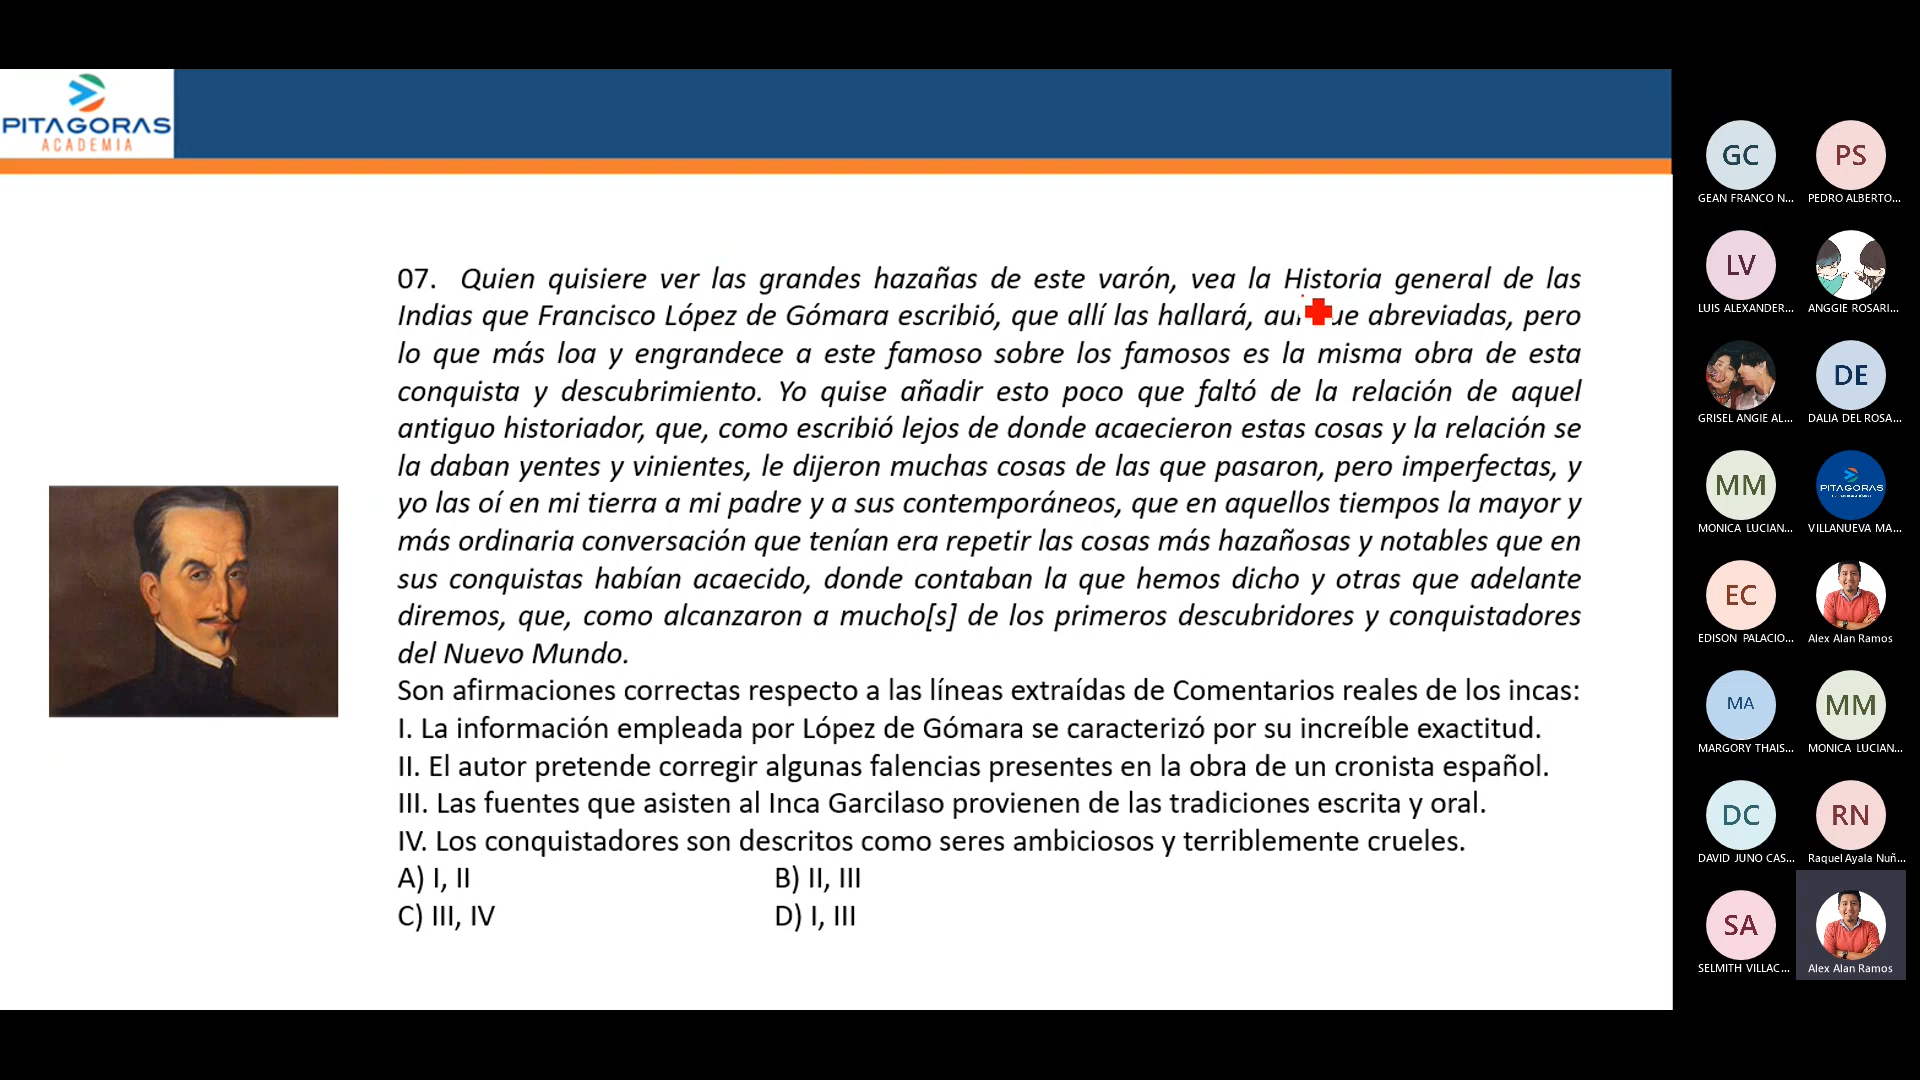 PITAGORAS
ACADEMIA
07. Quien quisiere ver las grandes hazañas de este varón, vea la Historia general de las
Indias que Francisco López de Gómara escribió, que allí las hallará, abreviadas, pero
lo que más loa y engrandece a este famoso sobre los famosos es la misma obra de esta
conquista y descubrimiento. Yo quise añadir esto poco que faltó de la relación de aquel
antiguo historiador, que, como escribió lejos de donde acaecieron estas cosas y la relación se
la daban yentes y vinientes, le dijeron muchas cosas de las que pasaron, pero imperfectas, y
yo las oí en mi tierra a mi padre y a sus contemporáneos, que en aquellos tiempos la mayor y
más ordinaria conversación que tenían era repetir las cosas más hazañosas y notables que en
sus conquistas habían acaecido, donde contaban la que hemos dicho y otras que adelante
diremos, que, como alcanzaron a mucho[s] de los primeros descubridores y conquistadores
del Nuevo Mundo.
Son afirmaciones correctas respecto a las líneas extraídas de Comentarios reales de los incas:
I. La información empleada por López de Gómara se caracterizó por su increíble exactitud.
II. El autor pretende corregir algunas falencias presentes en la obra de un cronista español.
III. Las fuentes que asisten al Inca Garcilaso provienen de las tradiciones escrita y oral.
IV. Los conquistadores son descritos como seres ambiciosos y terriblemente crueles.
A) I, II B) II, III
C) III, IV D) I, III
GC PS
GEAN FRANCO N... PEDRO ALBERTO...
LV
LUIS ALEXANDER... ANGGIE ROSARI...
DE
GRISEL ANGIE AL... DALIA DEL ROSA...
MM PITAGORAS
MONICA LUCIAN... VILLANUEVA MA...
EC
EDISON PALACIO... Alex Alan Ramos
MA MM
MARGORY THAIS... MONICA LUCIAN...
DC RN
DAVID JUNO CAS... Raquel Ayala Nuñ...
SA
SELMITH VILLAC... Alex Alan Ramos